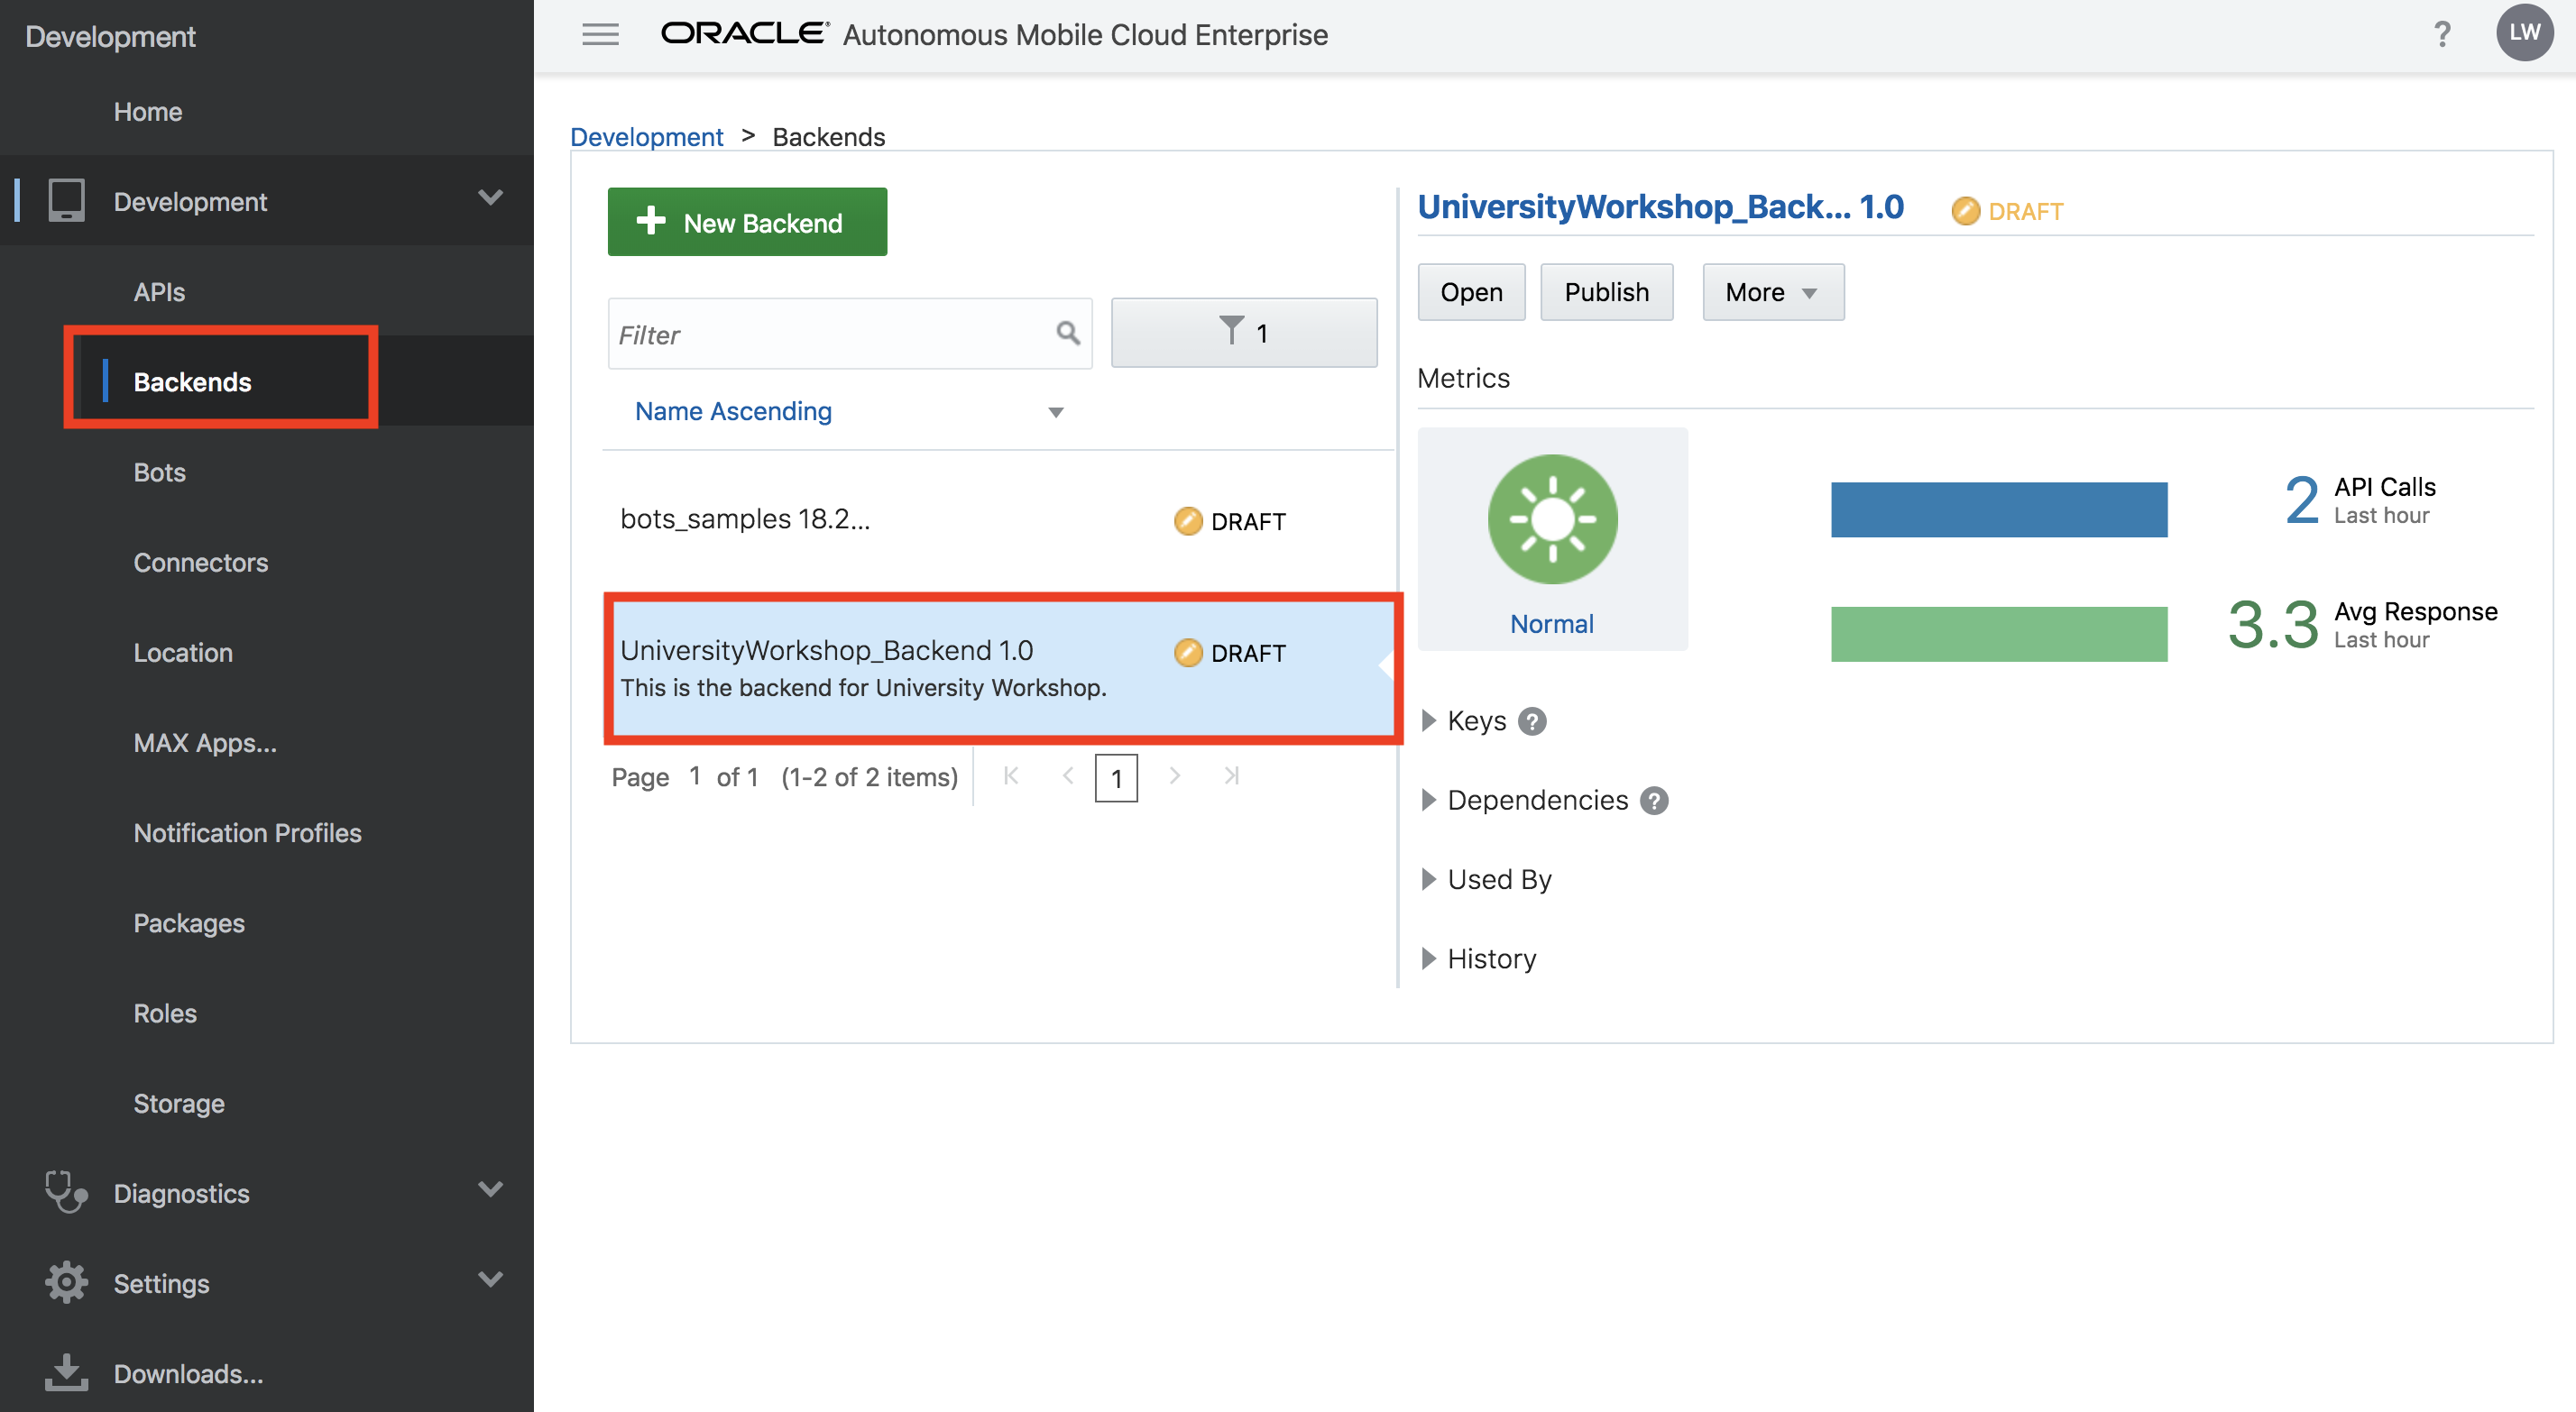 Development
Home
Development
APIs
Backends
Bots
Connectors
Location
MAX Apps...
Notification Profiles
Packages
Roles
Storage
Diagnostics
Settings
Downloads...
ORACLE® Autonomous Mobile Cloud Enterprise
? LW
Development > Backends
New Backend
Filter
1
Name Ascending
bots_samples 18.2... DRAFT
UniversityWorkshop_Backend 1.0 DRAFT
This is the backend for University Workshop.
Page 1 of 1 (1-2 of 2 items) 1
UniversityWorkshop_Back... 1.0 DRAFT
Open Publish More
Metrics
Normal
2 API Calls
Last hour
3.3 Avg Response
Last hour
Keys ?
Dependencies ?
Used By
History